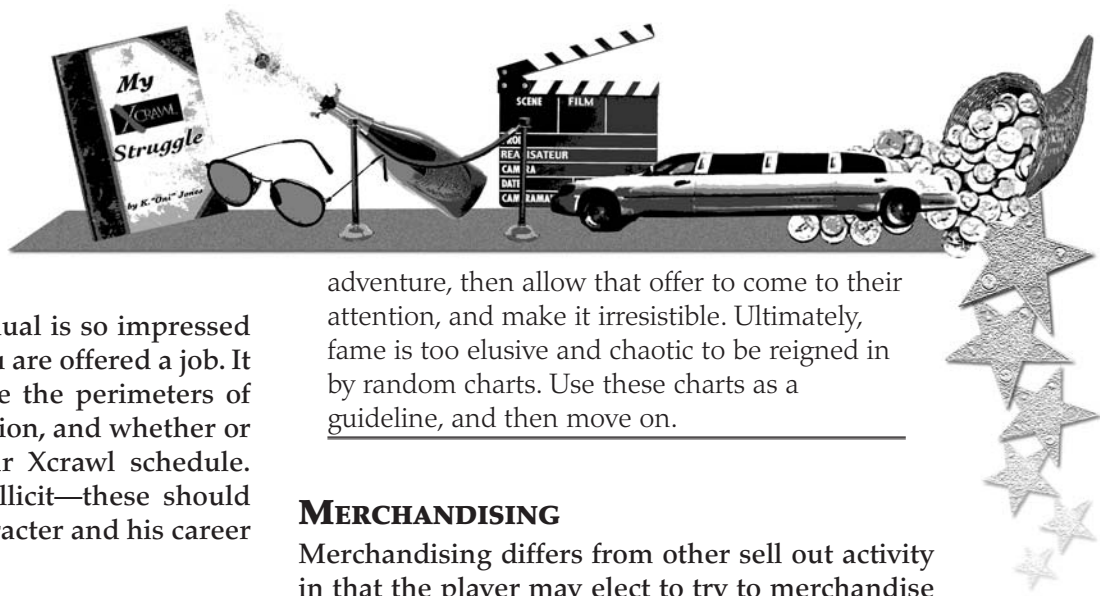 My
XCRAWL
Struggle
by K. "Oni" Jones
SCENE FILM
REALISATEUR
CAMERA
DATE
CAMERAMAN
ual is so impressed
u are offered a job. It
e the perimeters of
ion, and whether or
r Xcrawl schedule.
llicit—these should
racter and his career
adventure, then allow that offer to come to their
attention, and make it irresistible. Ultimately,
fame is too elusive and chaotic to be reigned in
by random charts. Use these charts as a
guideline, and then move on.
MERCHANDISING
Merchandising differs from other sell out activity
in that the player may elect to try to merchandise